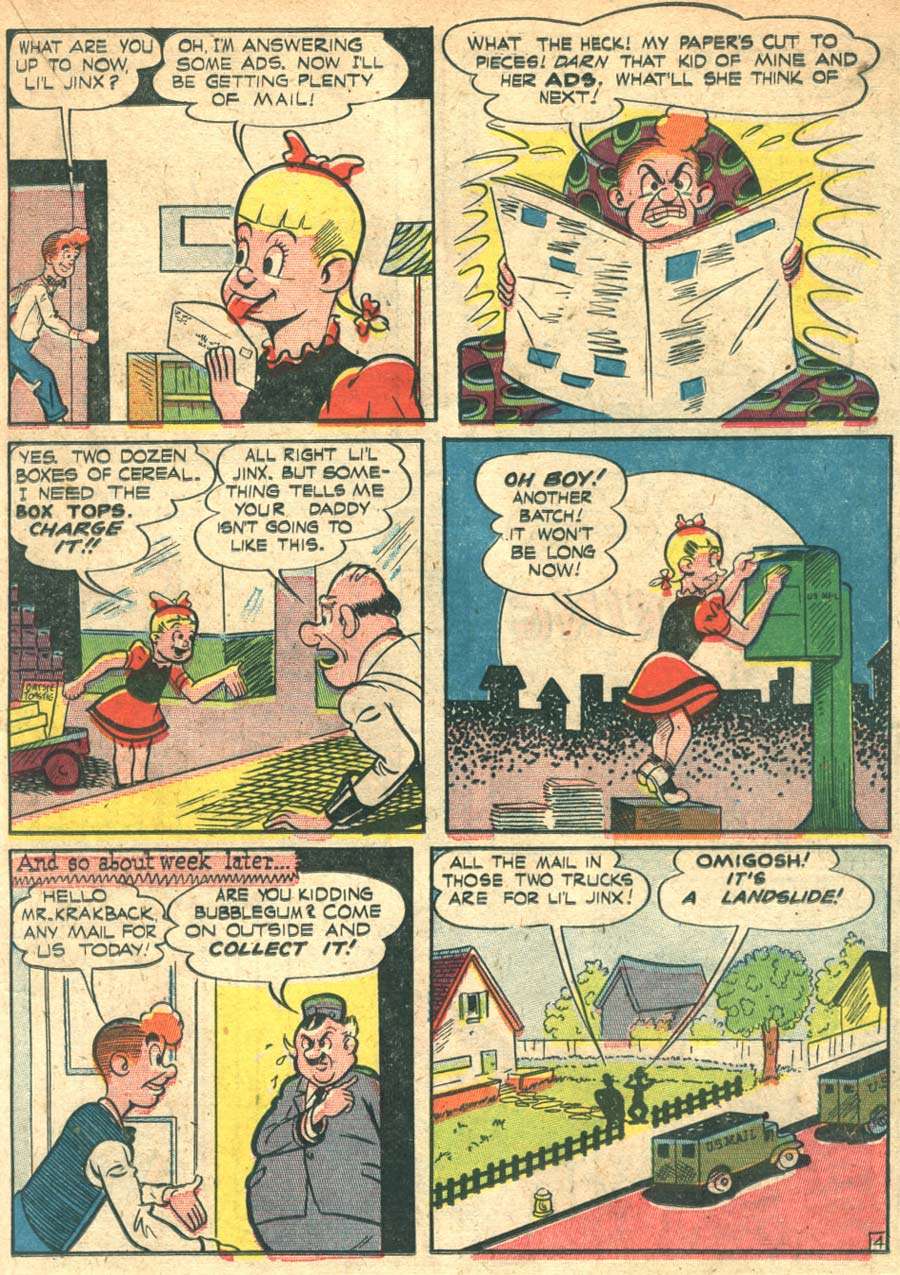 WHAT ARE YOU
UP TO NOW,
LI'L JINX?
OH, I'M ANSWERING
SOME ADS. NOW I'LL
BE GETTING PLENTY
OF MAIL!
WHAT THE HECK! MY PAPER'S CUT TO
PIECES! DARN THAT KID OF MINE AND
HER ADS. WHAT'LL SHE THINK OF
NEXT!
YES. TWO DOZEN
BOXES OF CEREAL.
I NEED THE
BOX TOPS.
CHARGE
IT!!
ALL RIGHT LI'L
JINX. BUT SOME-
THING TELLS ME
YOUR DADDY
ISN'T GOING TO
LIKE THIS.
OH BOY!
ANOTHER
BATCH!
IT WON'T
BE LONG
NOW!
And so about week later...
HELLO
MR. KRAKBACK,
ANY MAIL FOR
US TODAY!
ARE YOU KIDDING
BUBBLEGUM? COME
ON OUTSIDE AND
COLLECT IT!
ALL THE MAIL IN
THOSE TWO TRUCKS
ARE FOR LI'L JINX!
OMIGOSH!
IT'S
A LANDSLIDE!
U.S. MAIL
U.S
4